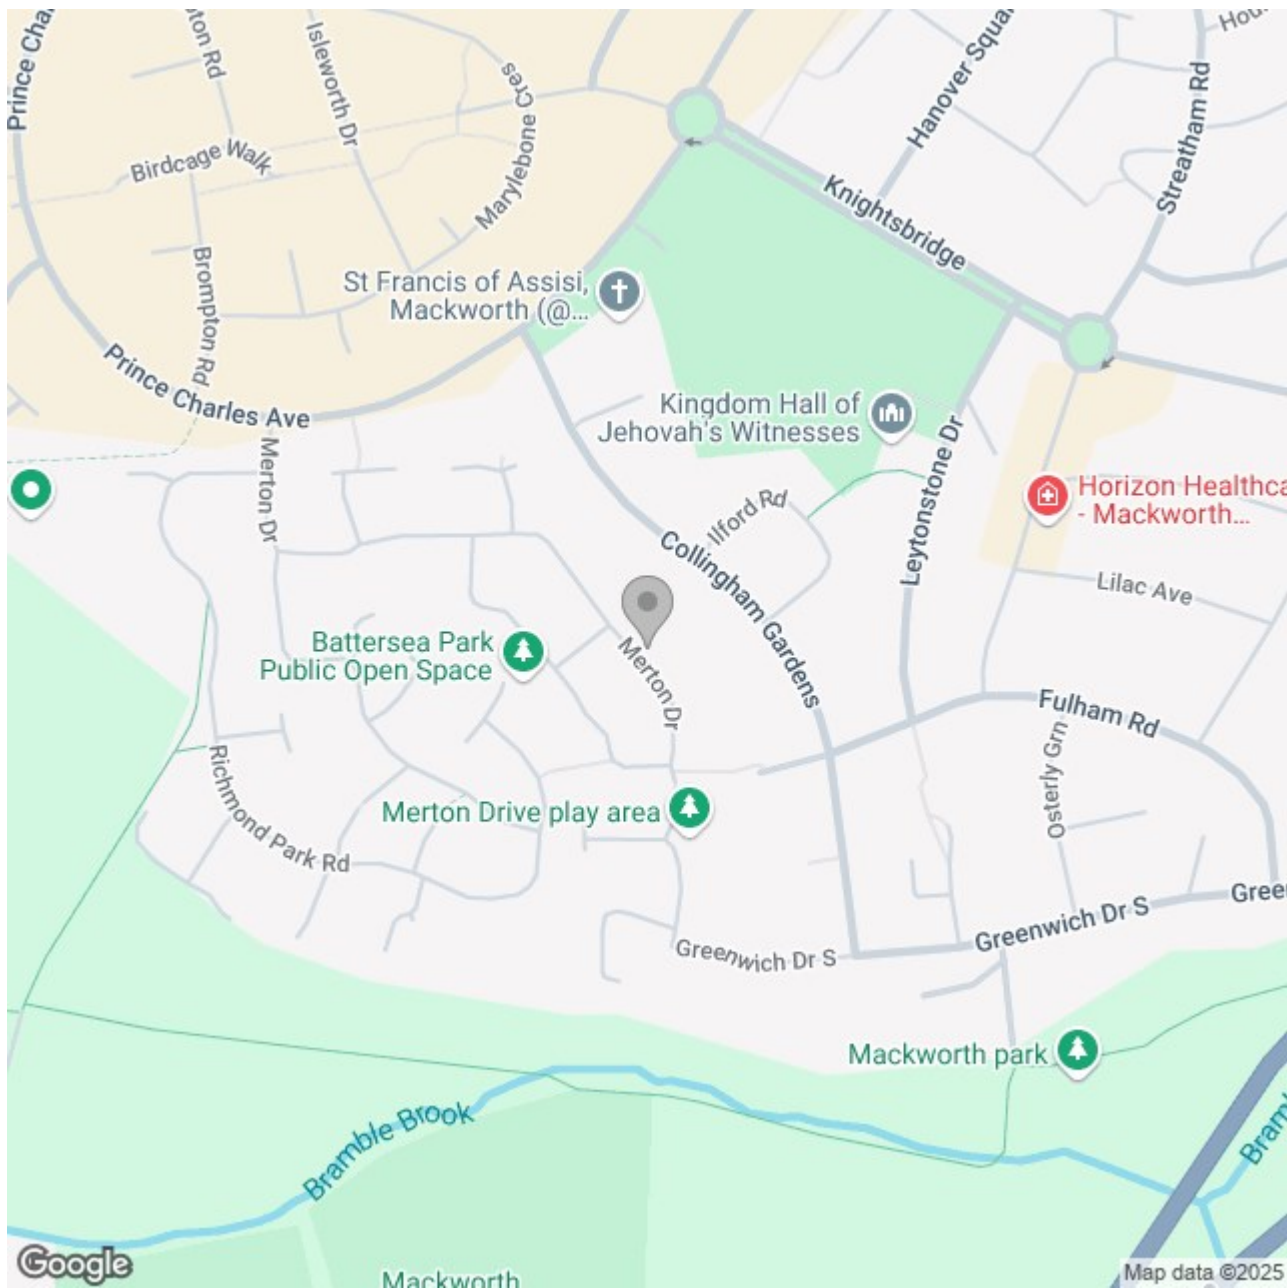 Prince Cha
ton Rd
Isleworth Dr
Marylebone Cres
Hanover Squa
Streatham Rd
Hou
Birdcage Walk
Knightsbridge
Brompton Rd
St Francis of Assisi,
Mackworth (@...
Prince Charles Ave
Kingdom Hall of
Jehovah's Witnesses
Merton Dr
Leytonstone Dr
Ilford Rd
Horizon Healthca
- Mackworth...
Collingham Gardens
Lilac Ave
Battersea Park
Public Open Space
Merton Dr
Fulham Rd
Osterly Grn
Richmond Park Rd
Merton Drive play area
Green
Greenwich Dr S
Greenwich Dr S
Mackworth park
Bramble Brook
Bramb
Google
Mackworth
Map data ©2025